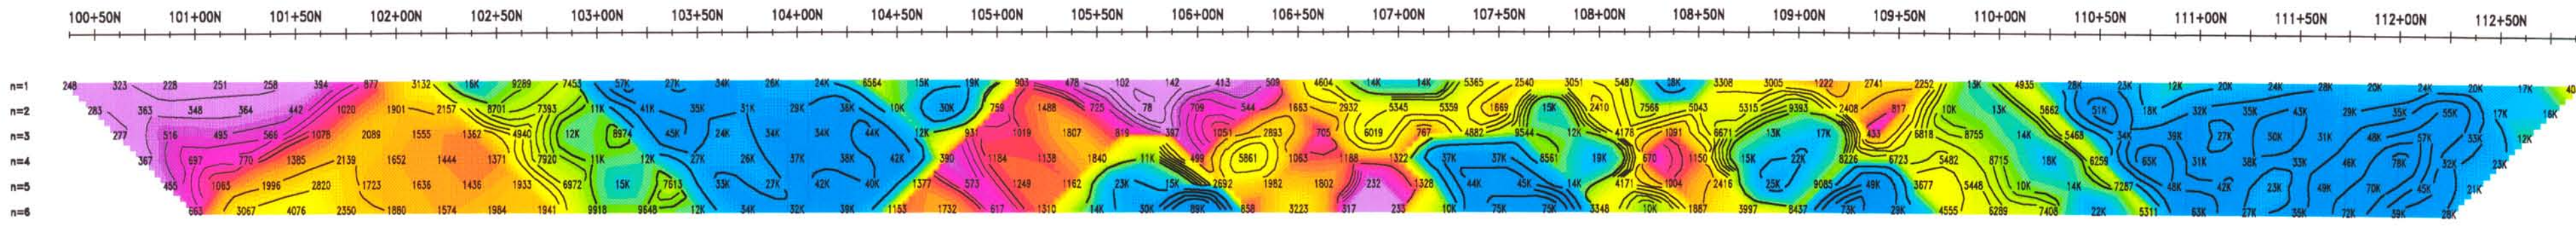 100+50N 101+00N 101+50N 102+00N 102+50N 103+00N 103+50N 104+00N 104+50N 105+00N 105+50N 106+00N 106+50N 107+00N 107+50N 108+00N 108+50N 109+00N 109+50N 110+00N 110+50N 111+00N 111+50N 112+00N 112+50N
n=1 248 323 228 251 258 394 877 3132 16K 9289 7453 57K 27K 34K 26K 24K 6564 15K 19K 903 478 102 142 413 509 4604 14K 14K 5365 2540 3051 5487 3308 3005 1222 2741 2252 15K 4935 28K 23K 12K 20K 24K 28K 20K 24K 20K 17K 40
n=2 283 363 348 364 442 1020 1901 2157 8701 7393 11K 41K 35K 31K 29K 38K 10K 30K 759 1488 725 78 709 544 1663 2932 5345 5359 1669 15K 2410 7566 5043 5315 9393 2408 817 10K 13K 5662 51K 18K 32K 35K 43K 29K 35K 55K 18K
n=3 277 516 495 566 1078 2089 1555 1362 4940 12K 8974 45K 24K 34K 34K 44K 12K 931 1019 1807 819 397 1051 2893 705 6019 767 4882 9544 12K 4178 1091 6671 13K 17K 433 6818 8755 14K 5468 34K 39K 27K 50K 31K 48K 57K 33K 12K
n=4 367 697 770 1385 2139 1652 1444 1371 7920 11K 12K 27K 26K 37K 38K 42K 390 1184 1138 1840 11K 499 5861 1063 1188 1322 37K 37K 6561 19K 670 1150 15K 22K 8226 6723 5482 8715 18K 6259 65K 31K 38K 33K 46K 78K 32K 23K
n=5 455 1065 1996 2820 1723 1636 1436 1933 6972 15K 7613 33K 27K 42K 40K 1377 573 1249 1162 23K 15K 2692 1982 1802 232 1328 44K 45K 14K 4171 1004 2416 25K 9085 49K 3677 5448 10K 14K 7287 48K 42K 23K 49K 70K 45K 21K
n=6 663 3067 4076 2350 1880 1574 1984 1941 9918 9648 12K 34K 32K 39K 1153 1732 617 1310 14K 30K 89K 858 3223 317 233 10K 75K 75K 3348 10K 1887 3997 8437 73K 29K 4555 6289 7408 22K 5311 63K 27K 35K 72K 39K 28K